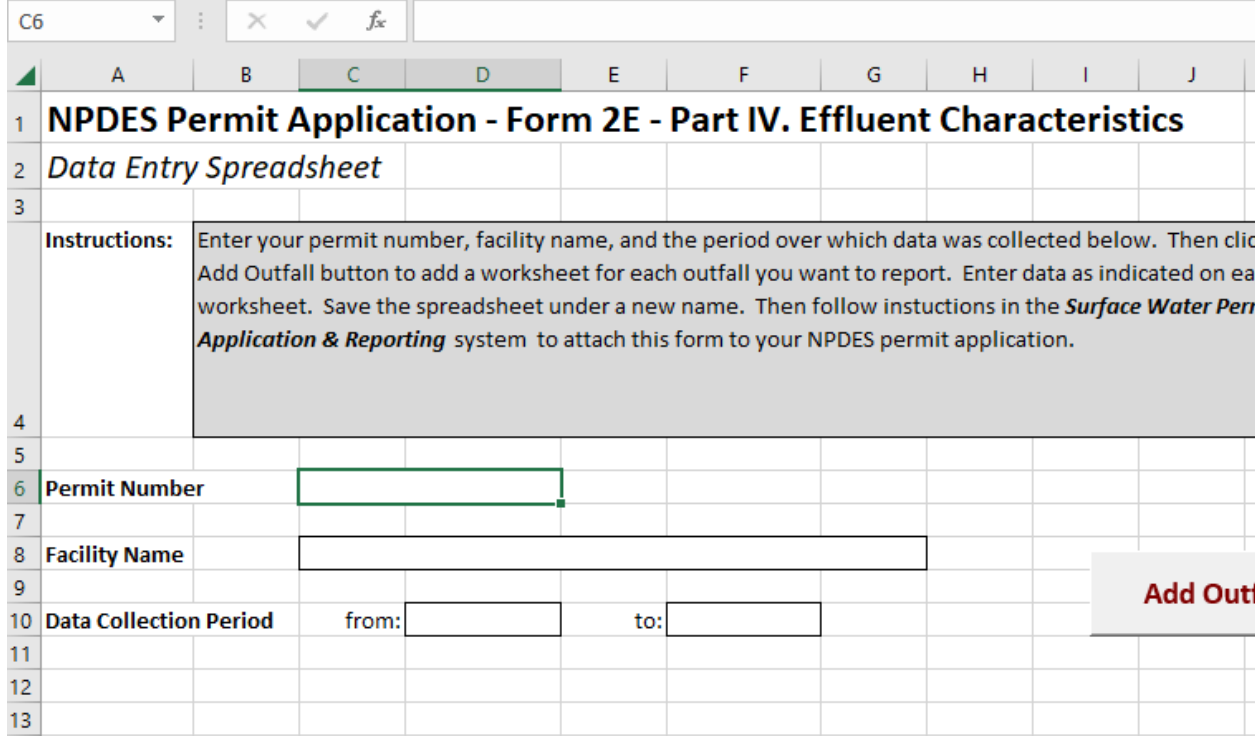 C6
fx
A B C D E F G H I J
1 NPDES Permit Application - Form 2E - Part IV. Effluent Characteristics
2 Data Entry Spreadsheet
3
Instructions: Enter your permit number, facility name, and the period over which data was collected below. Then clic
Add Outfall button to add a worksheet for each outfall you want to report. Enter data as indicated on ea
worksheet. Save the spreadsheet under a new name. Then follow instuctions in the Surface Water Per
Application & Reporting system to attach this form to your NPDES permit application.
4
5
6 Permit Number
7
8 Facility Name
9
Add Outf
10 Data Collection Period from: to:
11
12
13